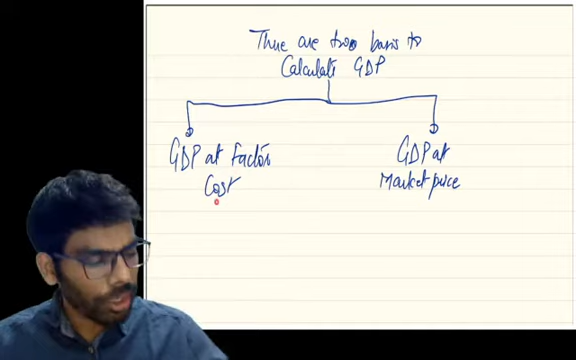 There are two basis to
Calculate GDP
GDP at Factor
Cost
GDP at
Market price